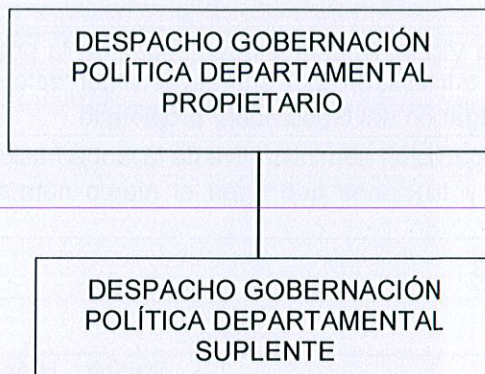 DESPACHO GOBERNACIÓN
POLÍTICA DEPARTAMENTAL
PROPIETARIO
DESPACHO GOBERNACIÓN
POLÍTICA DEPARTAMENTAL
SUPLENTE